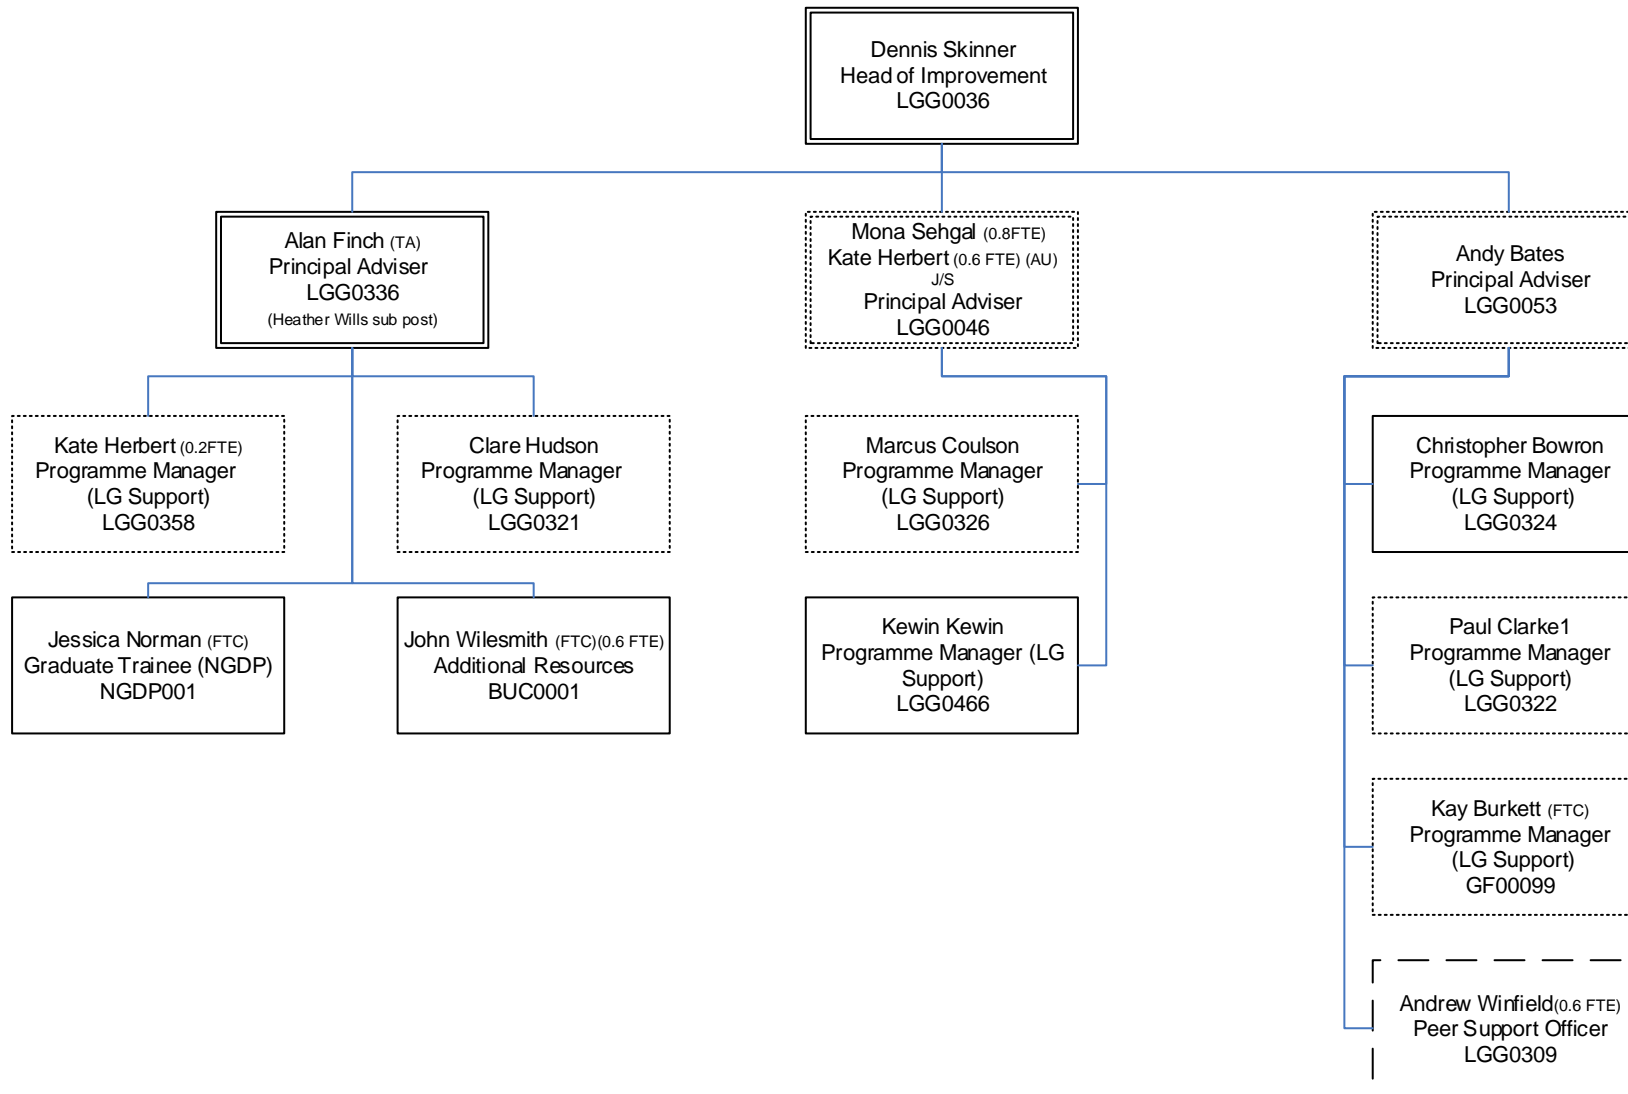 Dennis Skinner
Head of Improvement
LGG0036
Alan Finch (TA)
Principal Adviser
LGG0336
(Heather Wills sub post)
Mona Sehgal (0.8FTE)
Kate Herbert (0.6 FTE) (AU)
J/S
Principal Adviser
LGG0046
Andy Bates
Principal Adviser
LGG0053
Kate Herbert (0.2FTE)
Programme Manager
(LG Support)
LGG0358
Clare Hudson
Programme Manager
(LG Support)
LGG0321
Marcus Coulson
Programme Manager
(LG Support)
LGG0326
Christopher Bowron
Programme Manager
(LG Support)
LGG0324
Jessica Norman (FTC)
Graduate Trainee (NGDP)
NGDP001
John Wilesmith (FTC)(0.6 FTE)
Additional Resources
BUC0001
Kewin Kewin
Programme Manager (LG
Support)
LGG0466
Paul Clarke1
Programme Manager
(LG Support)
LGG0322
Kay Burkett (FTC)
Programme Manager
(LG Support)
GF00099
Andrew Winfield(0.6 FTE)
Peer Support Officer
LGG0309